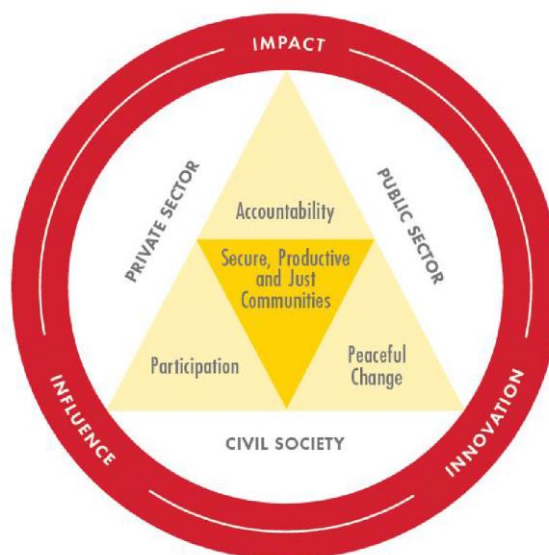 IMPACT
PRIVATE SECTOR
PUBLIC SECTOR
Accountability
Secure, Productive
and Just
Communities
Participation
Peaceful
Change
INFLUENCE
INNOVATION
CIVIL SOCIETY